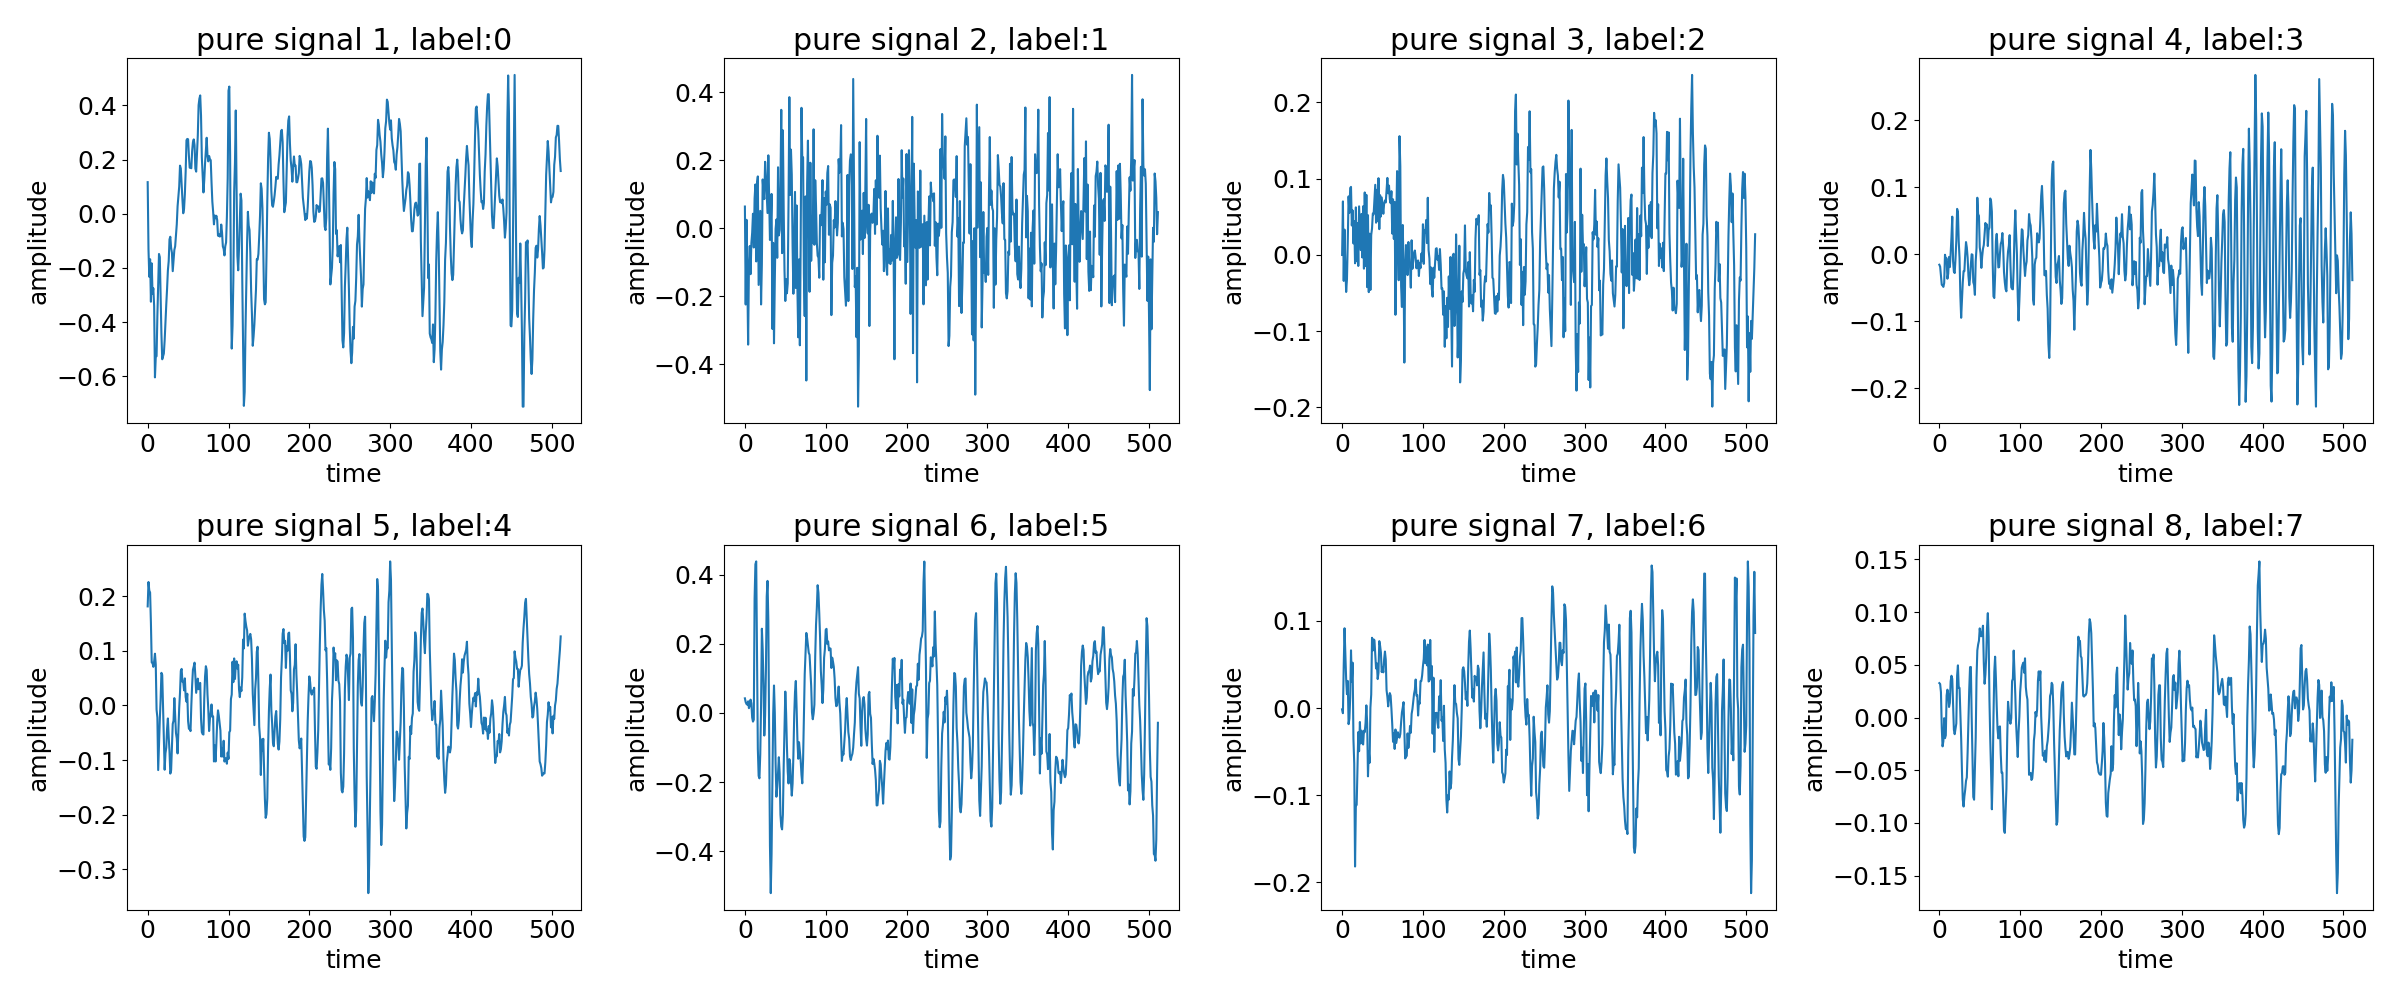 pure signal 1, label:0
pure signal 2, label:1
pure signal 3, label:2
pure signal 4, label:3
amplitude
0.4
0.2
0.0
−0.2
−0.4
−0.6
0 100 200 300 400 500
time
amplitude
0.4
0.2
0.0
−0.2
−0.4
0 100 200 300 400 500
time
amplitude
0.2
0.1
0.0
−0.1
−0.2
0 100 200 300 400 500
time
amplitude
0.2
0.1
0.0
−0.1
−0.2
0 100 200 300 400 500
time
pure signal 5, label:4
pure signal 6, label:5
pure signal 7, label:6
pure signal 8, label:7
amplitude
0.2
0.1
0.0
−0.1
−0.2
−0.3
0 100 200 300 400 500
time
amplitude
0.4
0.2
0.0
−0.2
−0.4
0 100 200 300 400 500
time
amplitude
0.1
0.0
−0.1
−0.2
0 100 200 300 400 500
time
amplitude
0.15
0.10
0.05
0.00
−0.05
−0.10
−0.15
0 100 200 300 400 500
time